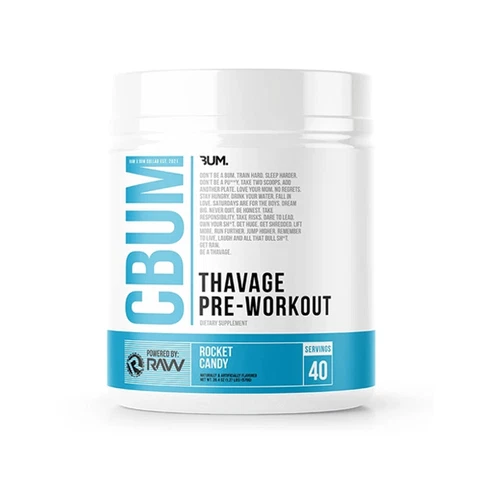 CBUM
BUM.
DON'T BE A BUM. TRAIN HARD. SLEEP HARDER.
DON'T BE A PU**Y, TAKE TWO SCOOPS, ADD
ANOTHER PLATE. LOVE YOUR MOM. NO REGRETS.
STAY HUNGRY. DRINK YOUR WATER. FALL IN
LOVE. SATURDAYS ARE FOR THE BOYS. DREAM
BIG. NEVER QUIT. BE HONEST. TAKE
RESPONSIBILITY. TAKE RISKS. DARE TO LEAD.
OWN YOUR SH*T. GET HUGE. GET SHREDDED. LIFT
MORE. RUN FURTHER. JUMP HIGHER. REMEMBER
TO LIVE, LAUGH AND ALL THAT BULL SH*T.
GET RAW.
BE A THAVAGE.
THAVAGE
PRE-WORKOUT
DIETARY SUPPLEMENT
POWERED BY:
RAW
ROCKET
CANDY
NATURALLY & ARTIFICIALLY FLAVORED
SERVINGS
40